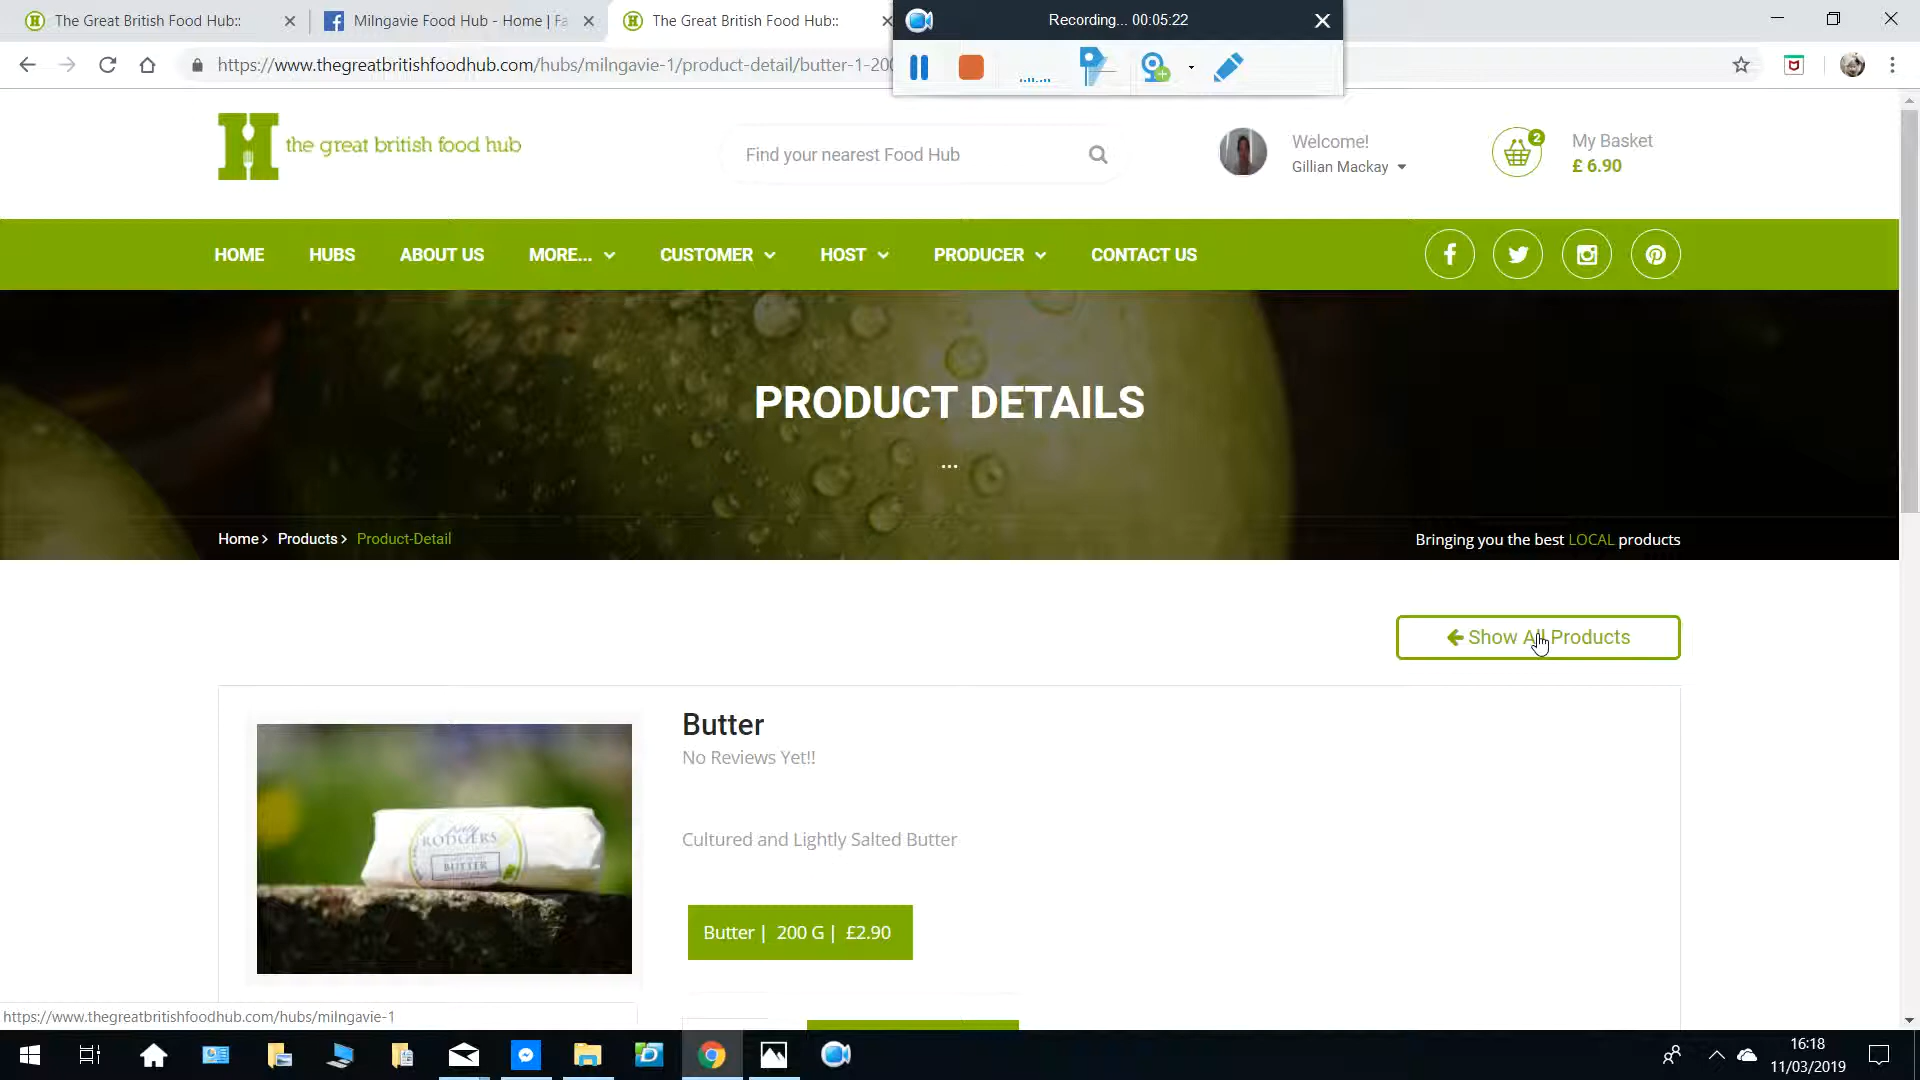 The Great British Food Hub::
Milngavie Food Hub - Home | Fa
The Great British Food Hub::
Recording... 00:05:22
https://www.thegreatbritishfoodhub.com/hubs/milngavie-1/product-detail/butter-1-200
the great british food hub
Find your nearest Food Hub
Welcome!
Gillian Mackay
2
My Basket
£ 6.90
HOME HUBS ABOUT US MORE... CUSTOMER HOST PRODUCER CONTACT US
PRODUCT DETAILS
...
Home> Products> Product-Detail
Bringing you the best LOCAL products
Show All Products
Butter
No Reviews Yet!!
RODGERS
BUTTER
Cultured and Lightly Salted Butter
Butter | 200 G | £2.90
https://www.thegreatbritishfoodhub.com/hubs/milngavie-1
16:18
11/03/2019